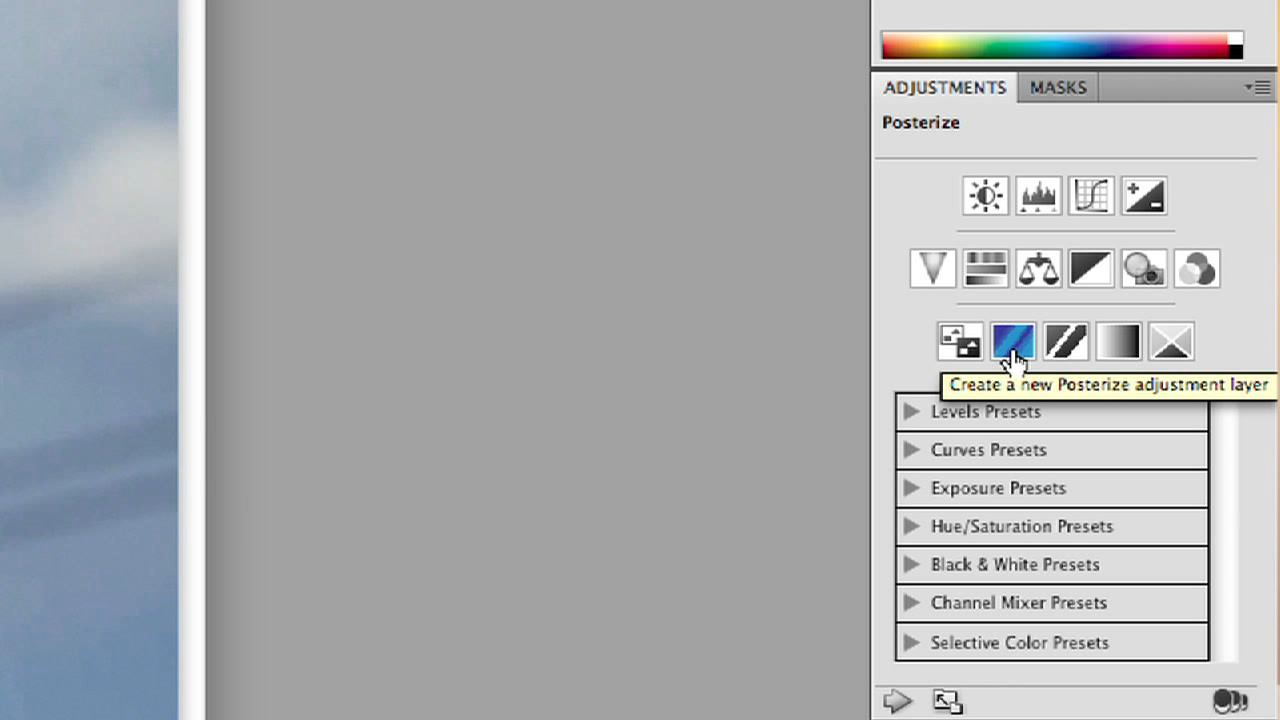 ADJUSTMENTS MASKS
Posterize
Create a new Posterize adjustment layer
Levels Presets
Curves Presets
Exposure Presets
Hue/Saturation Presets
Black & White Presets
Channel Mixer Presets
Selective Color Presets